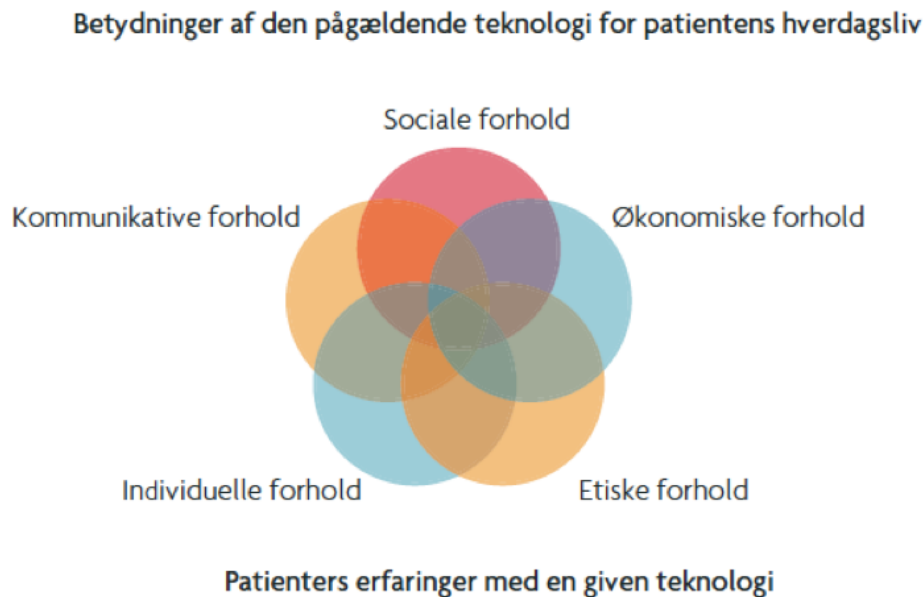 Betydninger af den pågældende teknologi for patientens hverdagsliv
Sociale forhold
Kommunikative forhold
Økonomiske forhold
Individuelle forhold
Etiske forhold
Patienters erfaringer med en given teknologi